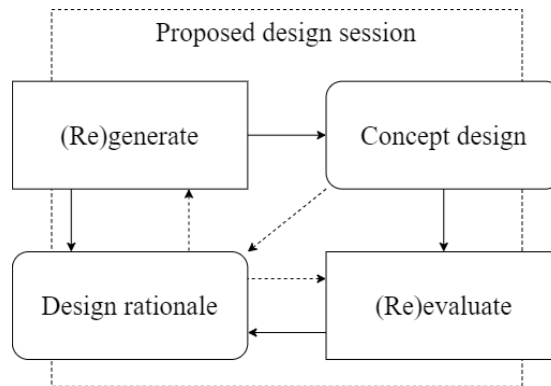 Proposed design session
(Re)generate
Concept design
Design rationale
(Re)evaluate